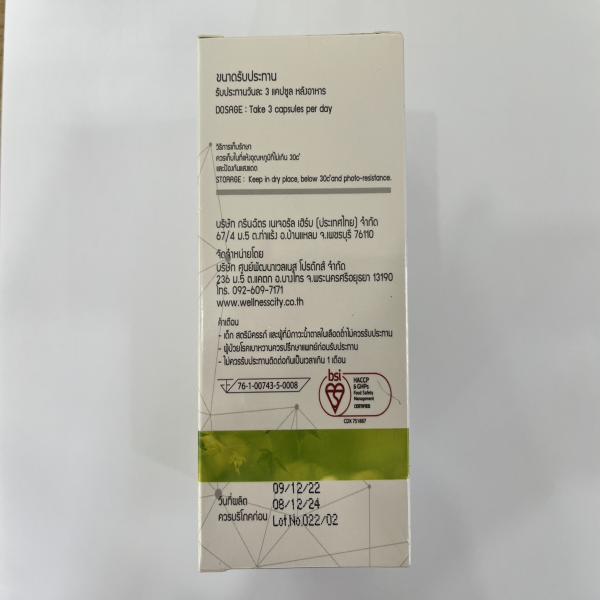 ขนาดรับประทาน
รับประทานวันละ 3 แคปซูล หลังอาหาร
DOSAGE : Take 3 capsules per day
วิธีการเก็บรักษา
ควรเก็บในที่แห้งอุณหภูมิที่ไม่เกิน 30c°
และป้องกันแสงแดด
STORAGE : Keep in dry place, below 30c°and photo-resistance.
บริษัท กรีนฉัตร เนเจอรัล เฮิร์บ (ประเทศไทย) จำกัด
67/4 ม.5 ต.ท่าแร้ง อ.บ้านแหลม จ.เพชรบุรี 76110
จัดจำหน่ายโดย
บริษัท ศูนย์พัฒนาเวลเนส โปรดักส์ จำกัด
236 ม.5 ต.แคตก อ.บางไทร จ.พระนครศรีอยุธยา 13190
โทร. 092-609-7171
www.wellnesscity.co.th
คำเตือน
- เด็ก สตรีมีครรภ์ และผู้ที่มีภาวะน้ำตาลในเลือดต่ำไม่ควรรับประทาน
- ผู้ป่วยโรคเบาหวานควรปรึกษาแพทย์ก่อนรับประทาน
- ไม่ควรรับประทานติดต่อกันเป็นเวลาเกิน 1 เดือน
76-1-00743-5-0008
bsi
HACCP
& GHPs
Food Safety
Management
CERTIFIED
COX 751867
09/12/22
วันที่ผลิต 08/12/24
ควรบริโภคก่อน Lot.No.022/02